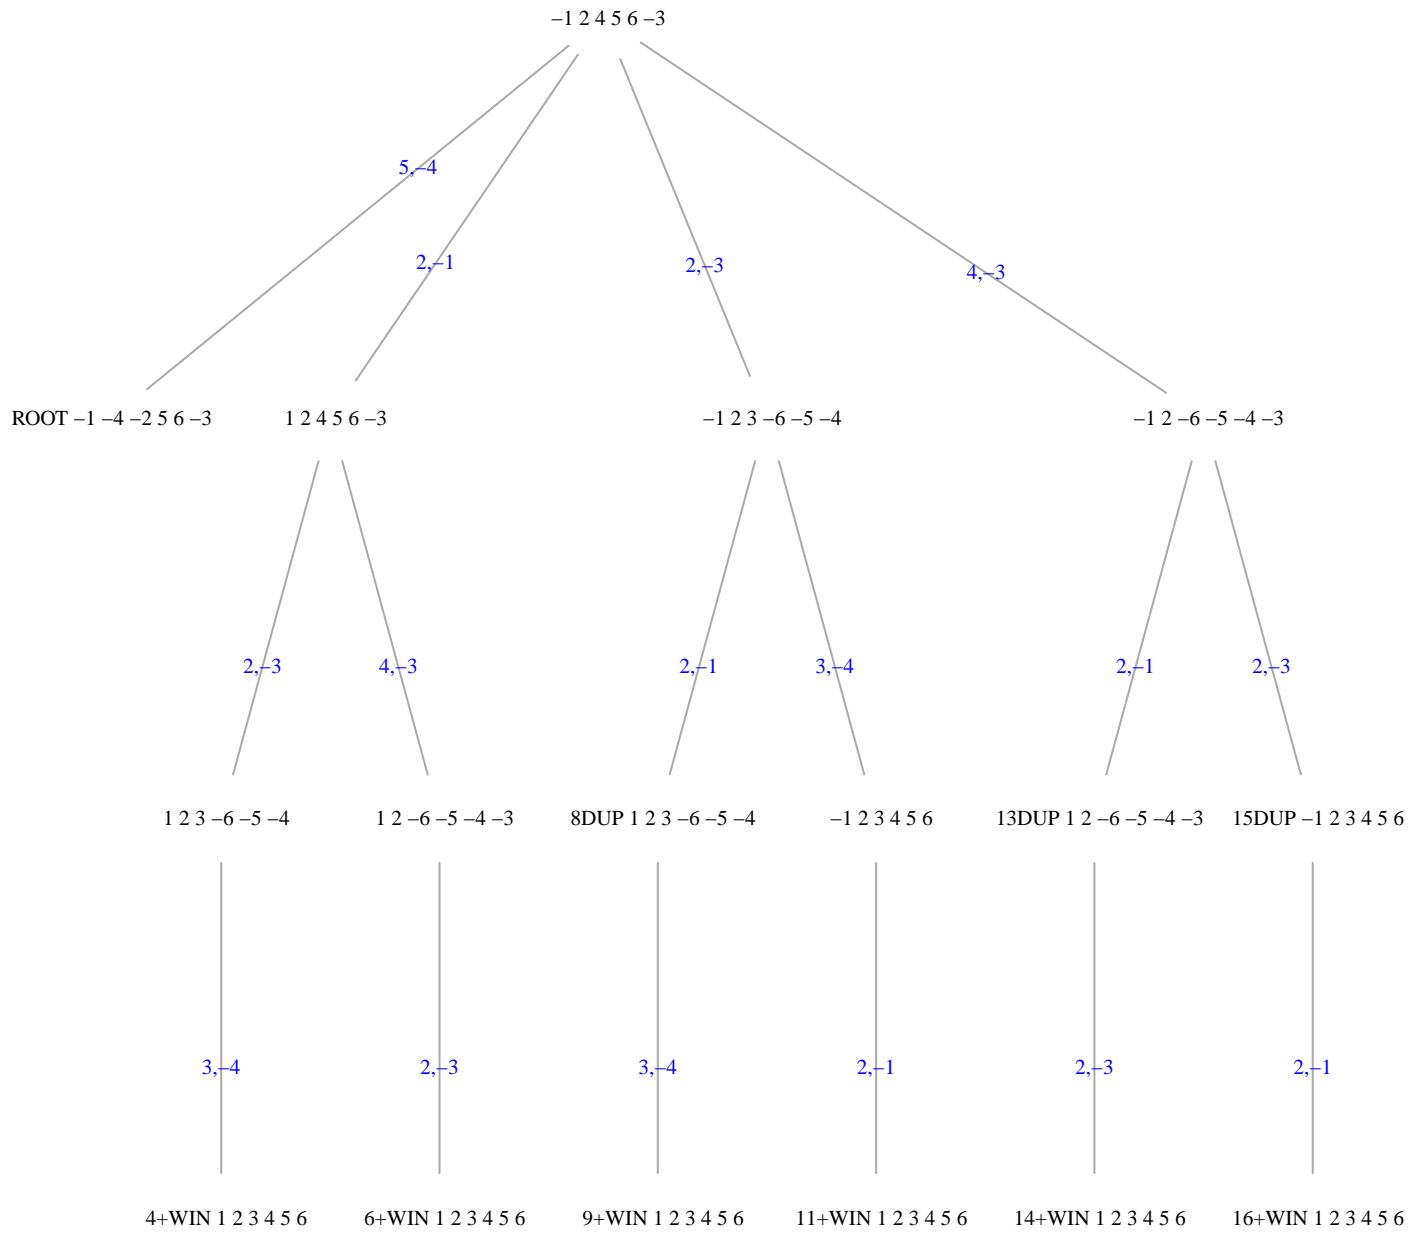 –1 2 4 5 6 –3
5,–4
2,–1
2,–3
4,–3
ROOT –1 –4 –2 5 6 –3
1 2 4 5 6 –3
–1 2 3 –6 –5 –4
–1 2 –6 –5 –4 –3
2,–3
4,–3
2,–1
3,–4
2,–1
2,–3
1 2 3 –6 –5 –4
1 2 –6 –5 –4 –3
8DUP 1 2 3 –6 –5 –4
–1 2 3 4 5 6
13DUP 1 2 –6 –5 –4 –3
15DUP –1 2 3 4 5 6
3,–4
2,–3
3,–4
2,–1
2,–3
2,–1
4+WIN 1 2 3 4 5 6
6+WIN 1 2 3 4 5 6
9+WIN 1 2 3 4 5 6
11+WIN 1 2 3 4 5 6
14+WIN 1 2 3 4 5 6
16+WIN 1 2 3 4 5 6